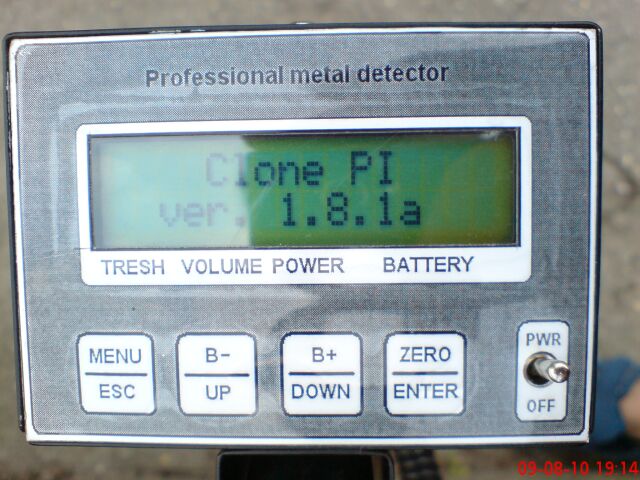 Professional metal detector
Clone PI
ver. 1.8.1a
TRESH VOLUME POWER BATTERY
MENU B- B+ ZERO PWR
ESC UP DOWN ENTER OFF
09-08-10 19:14